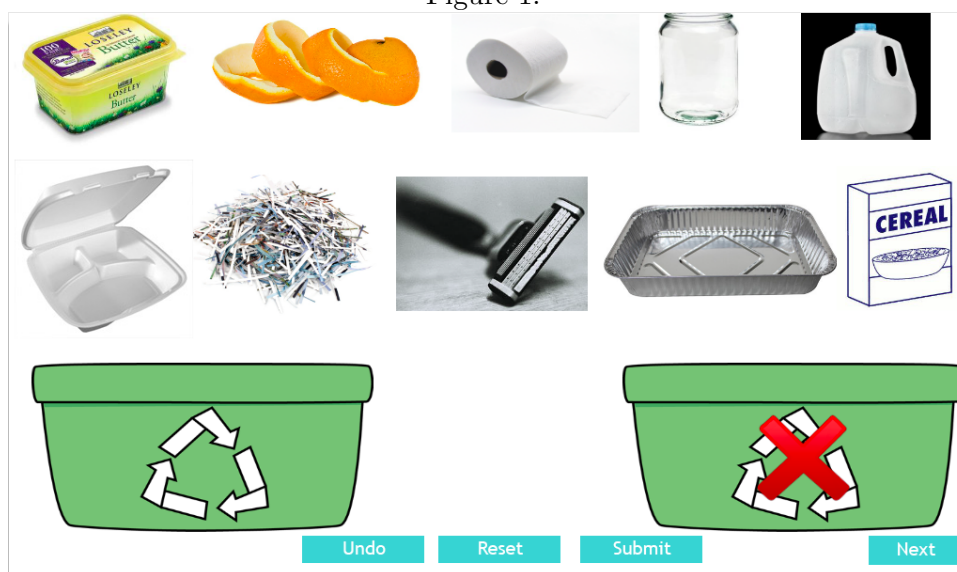 Figure 1:
100
LOSELEY
Butter
LOSELEY
Butter
CEREAL
Undo
Reset
Submit
Next